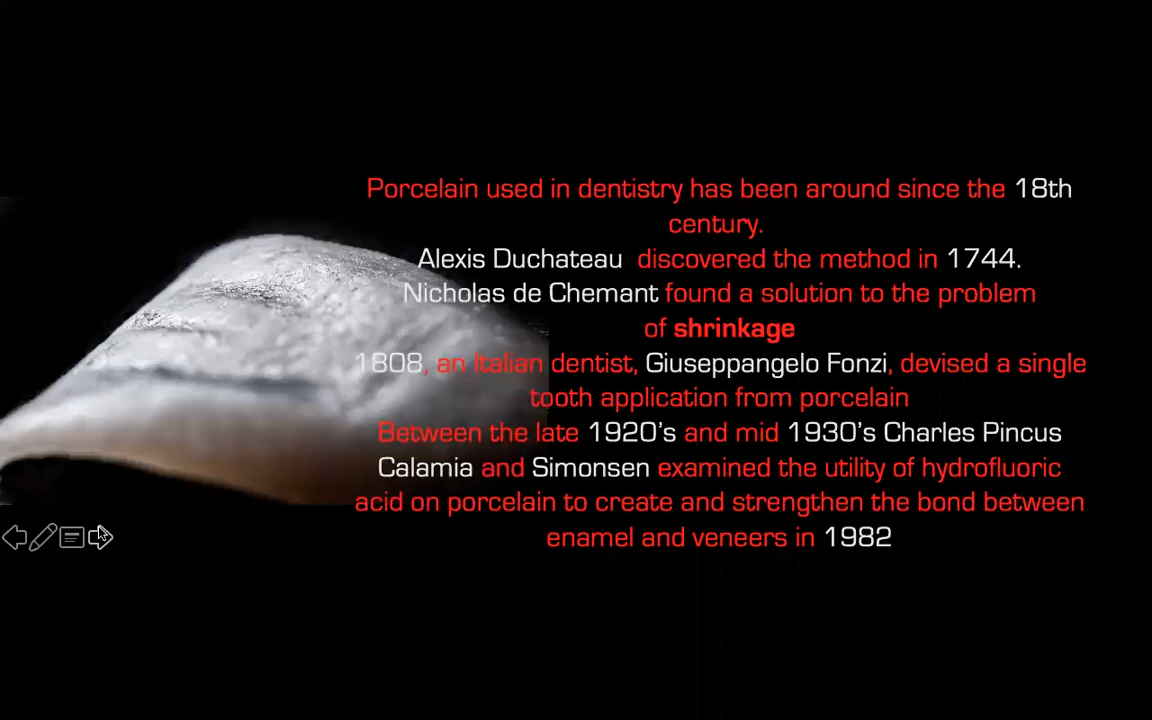 Porcelain used in dentistry has been around since the 18th
century.
Alexis Duchateau discovered the method in 1744.
Nicholas de Chemant found a solution to the problem
of shrinkage
1808, an Italian dentist, Giuseppangelo Fonzi, devised a single
tooth application from porcelain
Between the late 1920's and mid 1930's Charles Pincus
Calamia and Simonsen examined the utility of hydrofluoric
acid on porcelain to create and strengthen the bond between
enamel and veneers in 1982